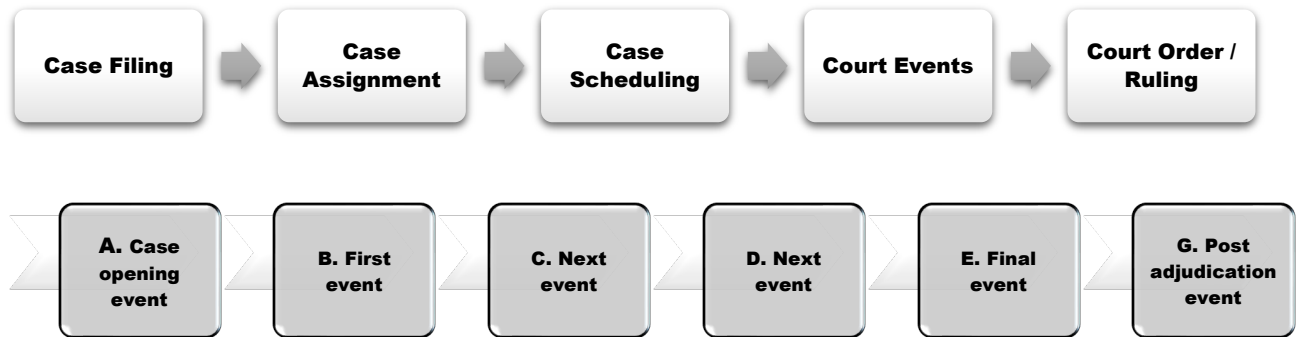 Case Filing
Case
Assignment
Case
Scheduling
Court Events
Court Order /
Ruling
A. Case
opening
event
B. First
event
C. Next
event
D. Next
event
E. Final
event
G. Post
adjudication
event